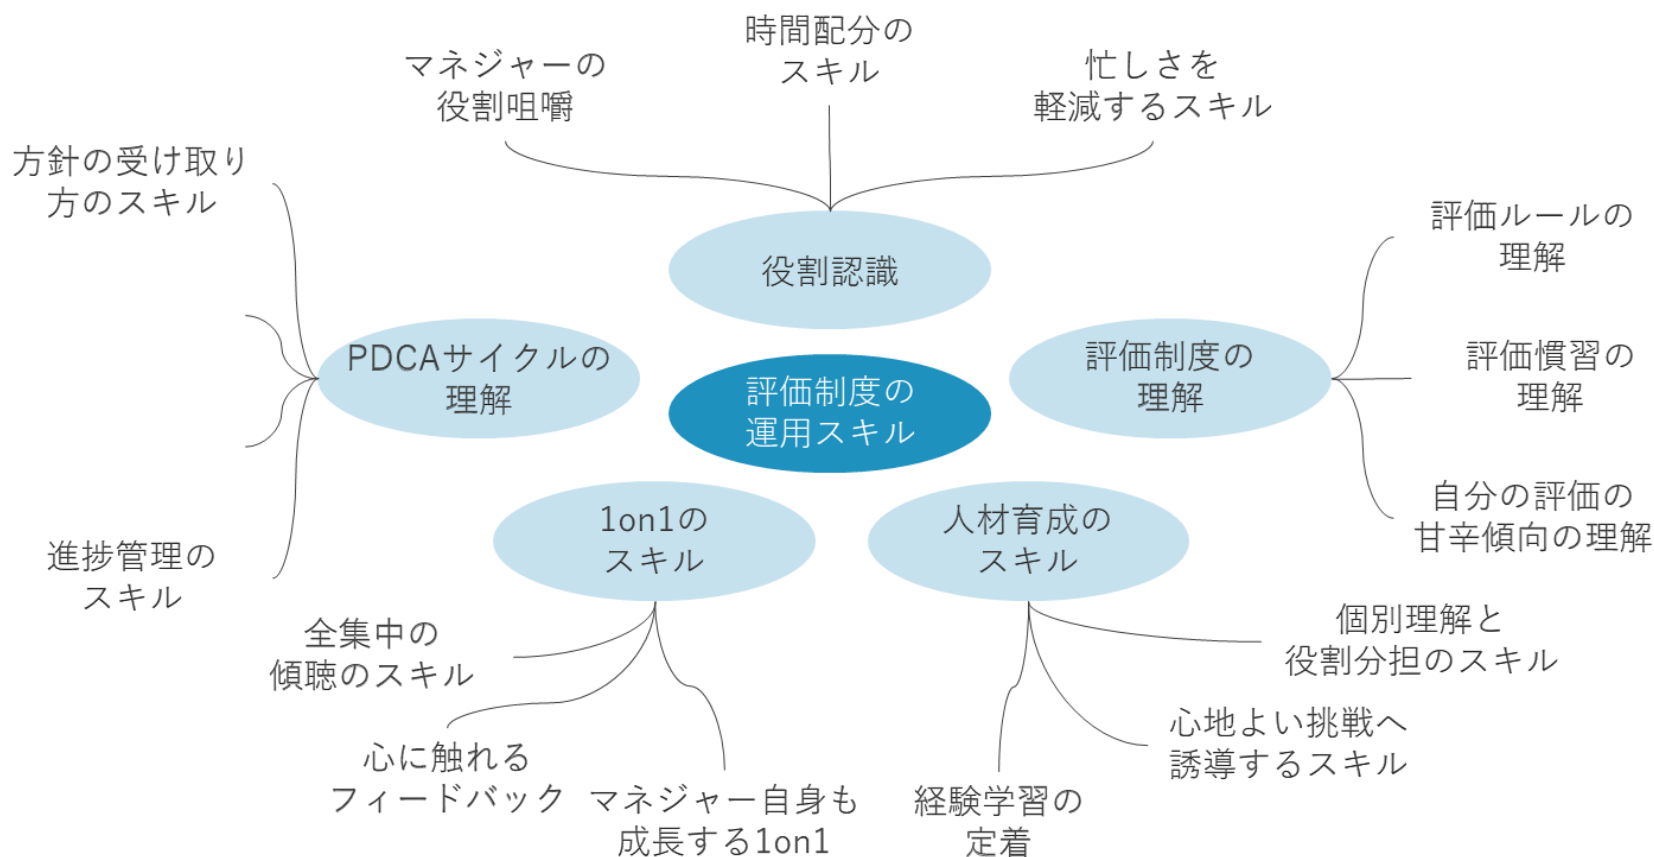 時間配分の
スキル
マネジャーの
役割咀嚼
忙しさを
軽減するスキル
方針の受け取り
方のスキル
役割認識
評価ルールの
理解
PDCAサイクルの
理解
評価制度の
運用スキル
評価制度の
理解
評価慣習の
理解
自分の評価の
甘辛傾向の理解
1on1の
スキル
人材育成の
スキル
進捗管理の
スキル
全集中の
傾聴のスキル
個別理解と
役割分担のスキル
心に触れる
フィードバック
マネジャー自身も
成長する1on1
経験学習の
定着
心地よい挑戦へ
誘導するスキル